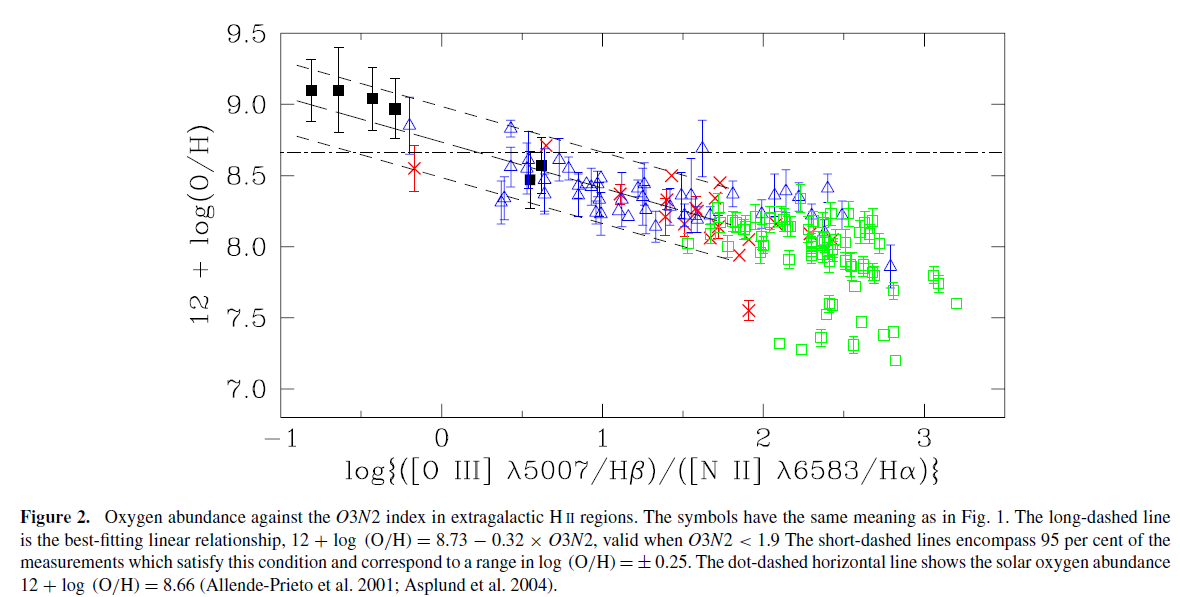 9.5
9.0
8.5
8.0
7.5
7.0
12 + log(O/H)
−1 0 1 2 3
log{([O III] λ5007/Hβ)/([N II] λ6583/Hα)}
Figure 2. Oxygen abundance against the O3N2 index in extragalactic H II regions. The symbols have the same meaning as in Fig. 1. The long-dashed line
is the best-fitting linear relationship, 12 + log (O/H) = 8.73 − 0.32 × O3N2, valid when O3N2 < 1.9 The short-dashed lines encompass 95 per cent of the
measurements which satisfy this condition and correspond to a range in log (O/H) = ± 0.25. The dot-dashed horizontal line shows the solar oxygen abundance
12 + log (O/H) = 8.66 (Allende-Prieto et al. 2001; Asplund et al. 2004).